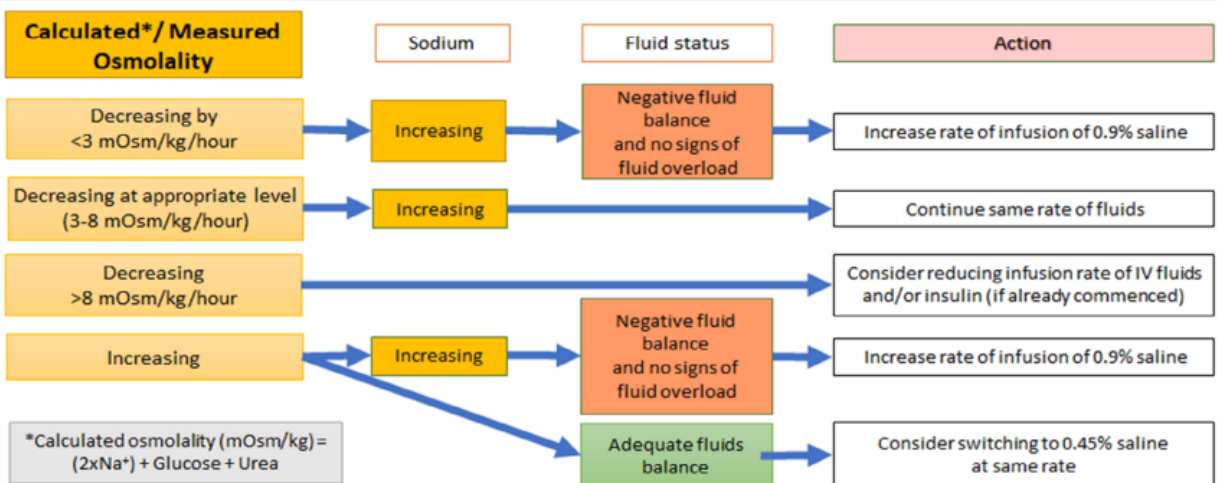 Calculated*/ Measured
Osmolality
Sodium
Fluid status
Action
Decreasing by
<3 mOsm/kg/hour
Increasing
Negative fluid
balance
and no signs of
fluid overload
Increase rate of infusion of 0.9% saline
Decreasing at appropriate level
(3-8 mOsm/kg/hour)
Increasing
Continue same rate of fluids
Decreasing
>8 mOsm/kg/hour
Consider reducing infusion rate of IV fluids
and/or insulin (if already commenced)
Increasing
Increasing
Negative fluid
balance
and no signs of
fluid overload
Increase rate of infusion of 0.9% saline
*Calculated osmolality (mOsm/kg) =
(2xNa⁺) + Glucose + Urea
Adequate fluids
balance
Consider switching to 0.45% saline
at same rate